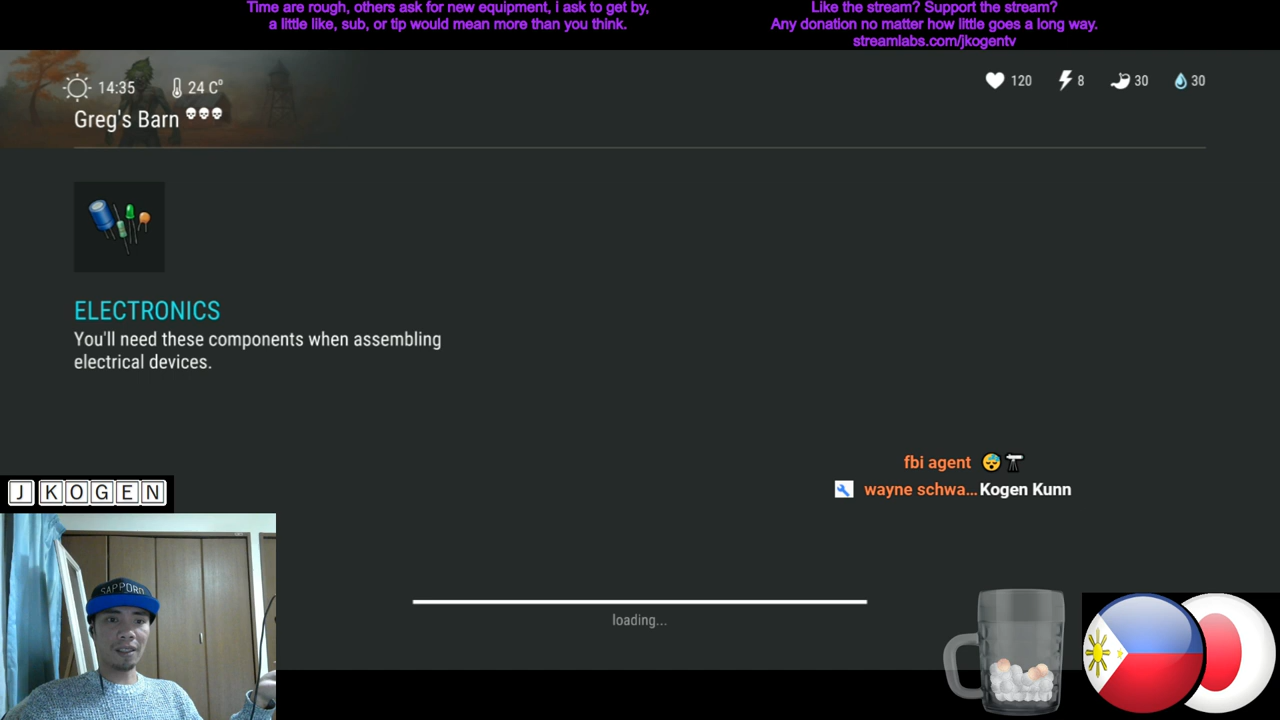 Time are rough, others ask for new equipment, i ask to get by,
a little like, sub, or tip would mean more than you think.
Like the stream? Support the stream?
Any donation no matter how little goes a long way.
streamlabs.com/jkogentv
14:35 24 C°
120 8 30 30
Greg's Barn
ELECTRONICS
You'll need these components when assembling
electrical devices.
fbi agent
wayne schwa... Kogen Kunn
J KOGEN
SAPPORO
loading...